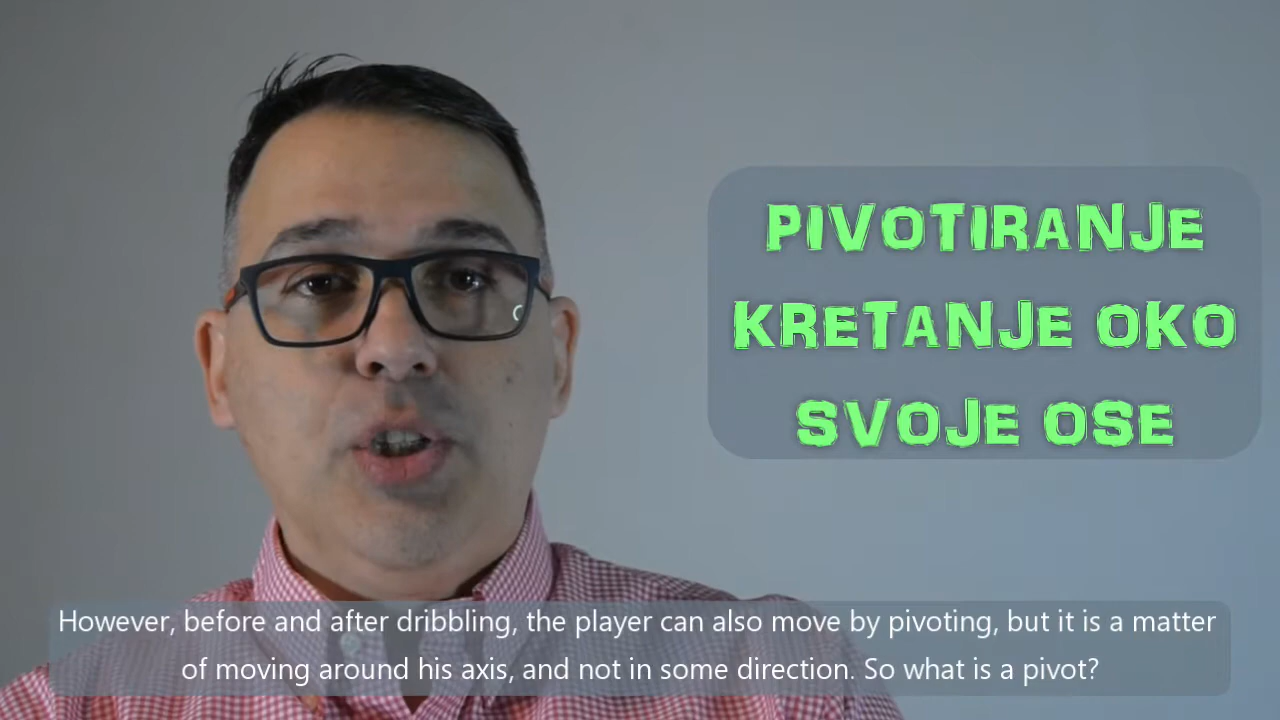 PIVOTIRANJE
KRETANJE OKO
SVOJE OSE
However, before and after dribbling, the player can also move by pivoting, but it is a matter
of moving around his axis, and not in some direction. So what is a pivot?